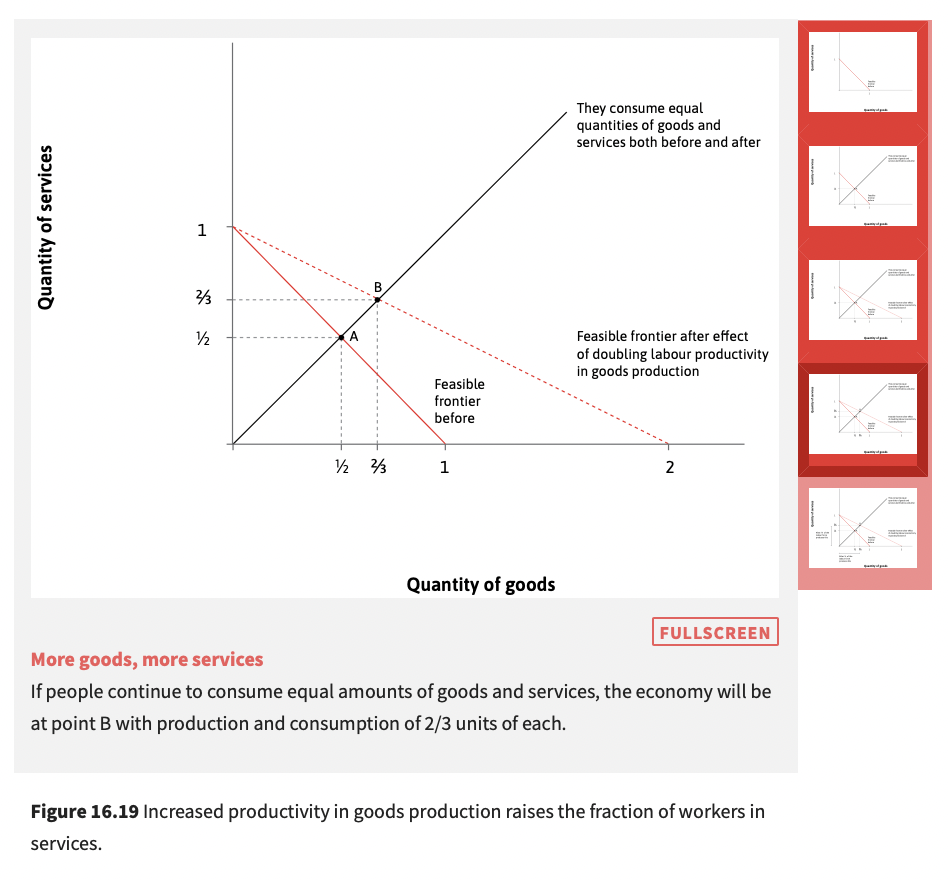 They consume equal
quantities of goods and
services both before and after
Quantity of services
1
⅔
½
B
A
Feasible frontier after effect
of doubling labour productivity
in goods production
Feasible
frontier
before
½
⅔
1
2
Quantity of goods
FULLSCREEN
More goods, more services
If people continue to consume equal amounts of goods and services, the economy will be
at point B with production and consumption of 2/3 units of each.
Figure 16.19 Increased productivity in goods production raises the fraction of workers in
services.